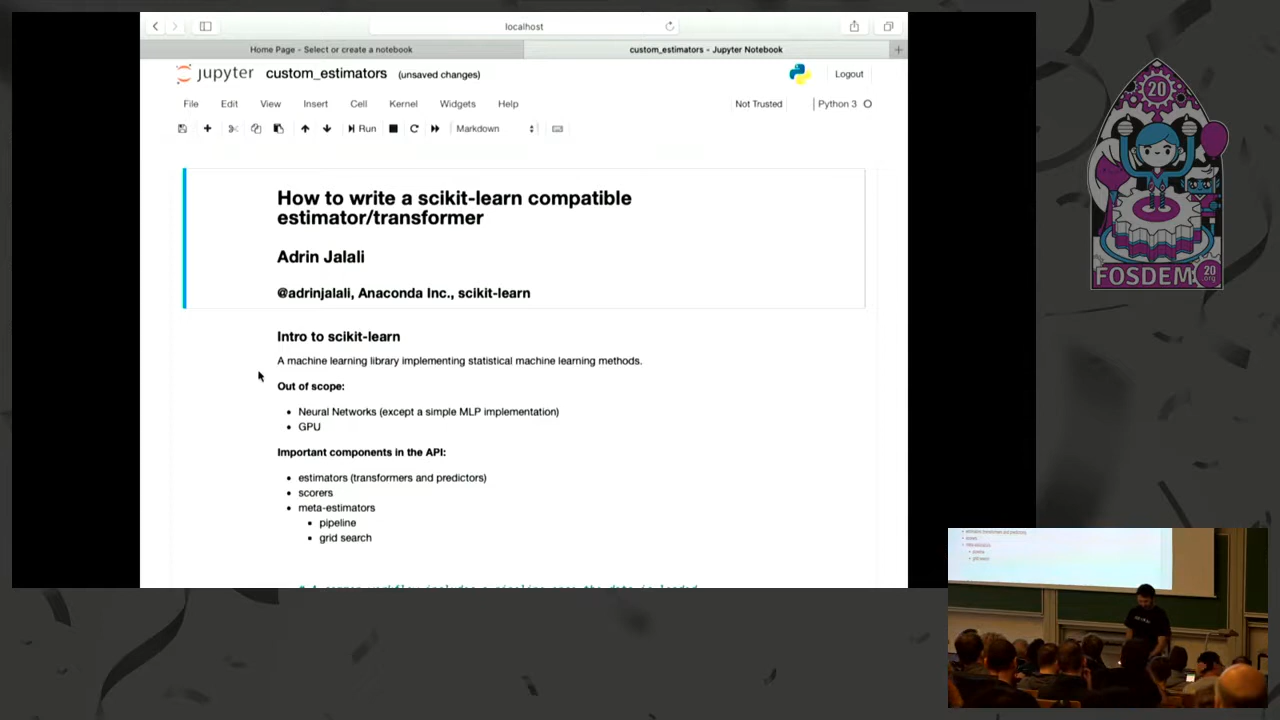 localhost
Home Page - Select or create a notebook
custom_estimators - Jupyter Notebook
jupyter custom_estimators (unsaved changes)
Logout
File Edit View Insert Cell Kernel Widgets Help
Not Trusted
Python 3
Run
Markdown
How to write a scikit-learn compatible
estimator/transformer
Adrin Jalali
@adrinjalali, Anaconda Inc., scikit-learn
Intro to scikit-learn
A machine learning library implementing statistical machine learning methods.
Out of scope:
Neural Networks (except a simple MLP implementation)
GPU
Important components in the API:
estimators (transformers and predictors)
scorers
meta-estimators
pipeline
grid search
20
FOSDEM 20
.org